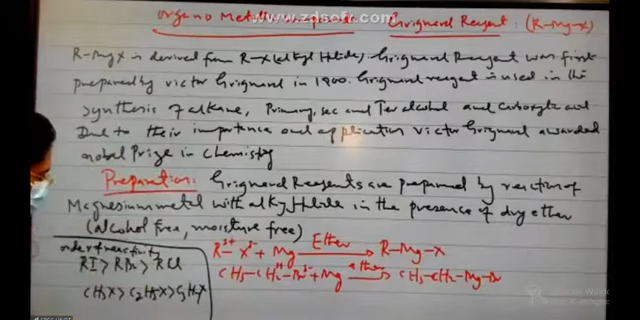 organo Metallic compounds Grignard Reagent: (R-Mg-X)
www.zdsoft.com
R-MgX is derived from R-X (alkyl Halide). Grignard Reagent was first
prepared by victor Grignard in 1900. Grignard reagent is used in the
synthesis of alkane, Primary, sec and Ter alcohol and carboxylic acid
Due to their importance and application victor Grignard awarded
nobel Prize in Chemistry
Preparation: Grignard Reagents are prepared by reaction of
Magnesium metal with alkyl Halide in the presence of dry ether
(alcohol free, moisture free)
order of reactivity
RI > RBr > RCl
CH3X > C2H5X > C3H7X
R-X + Mg Ether → R-Mg-X
CH3-CH2-Br + Mg ether → CH3-CH2-Mg-Br